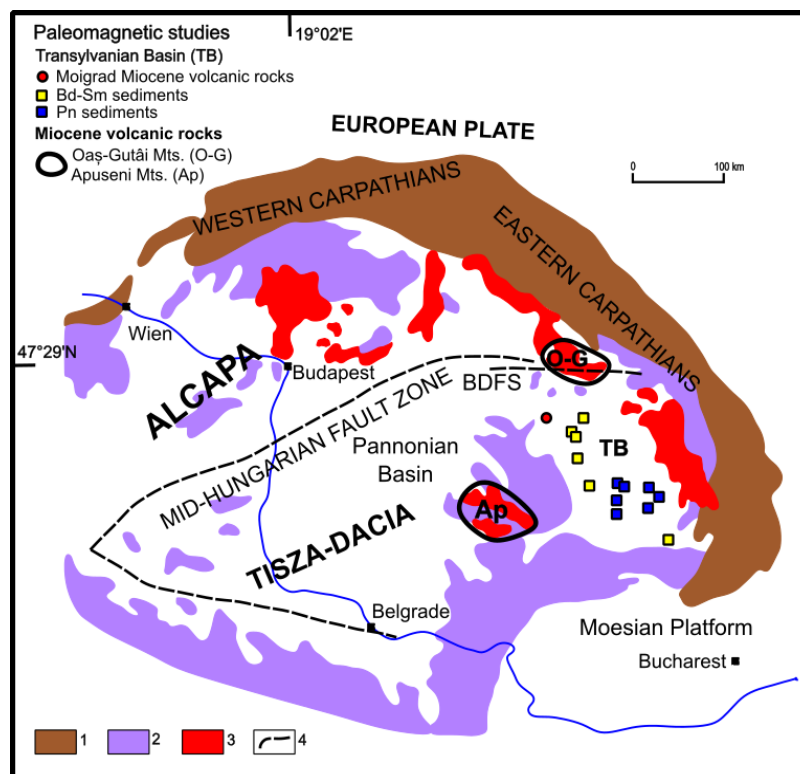 Paleomagnetic studies
Transylvanian Basin (TB)
Moigrad Miocene volcanic rocks
Bd-Sm sediments
Pn sediments
Miocene volcanic rocks
Oaș-Gutâi Mts. (O-G)
Apuseni Mts. (Ap)
19°02'E
EUROPEAN PLATE
0 100 km
WESTERN CARPATHIANS
EASTERN CARPATHIANS
Wien
47°29'N
ALCAPA
Budapest
O-G
BDFS
MID-HUNGARIAN FAULT ZONE
Pannonian
Basin
TB
Ap
TISZA-DACIA
Belgrade
Moesian Platform
Bucharest
1 2 3 4